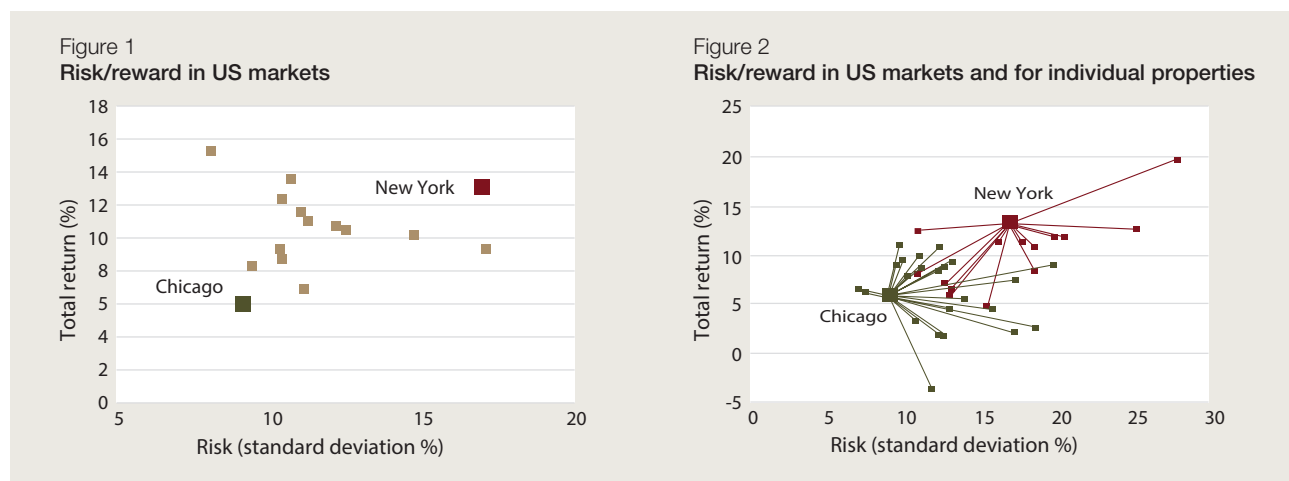 Figure 1
Risk/reward in US markets
18
16
14
12
10
8
5
4
2
0
5
10
15
20
Total return (%)
Risk (standard deviation %)
New York
Chicago
Figure 2
Risk/reward in US markets and for individual properties
25
20
15
10
5
0
-5
0
5
10
15
20
25
30
Total return (%)
Risk (standard deviation %)
New York
Chicago